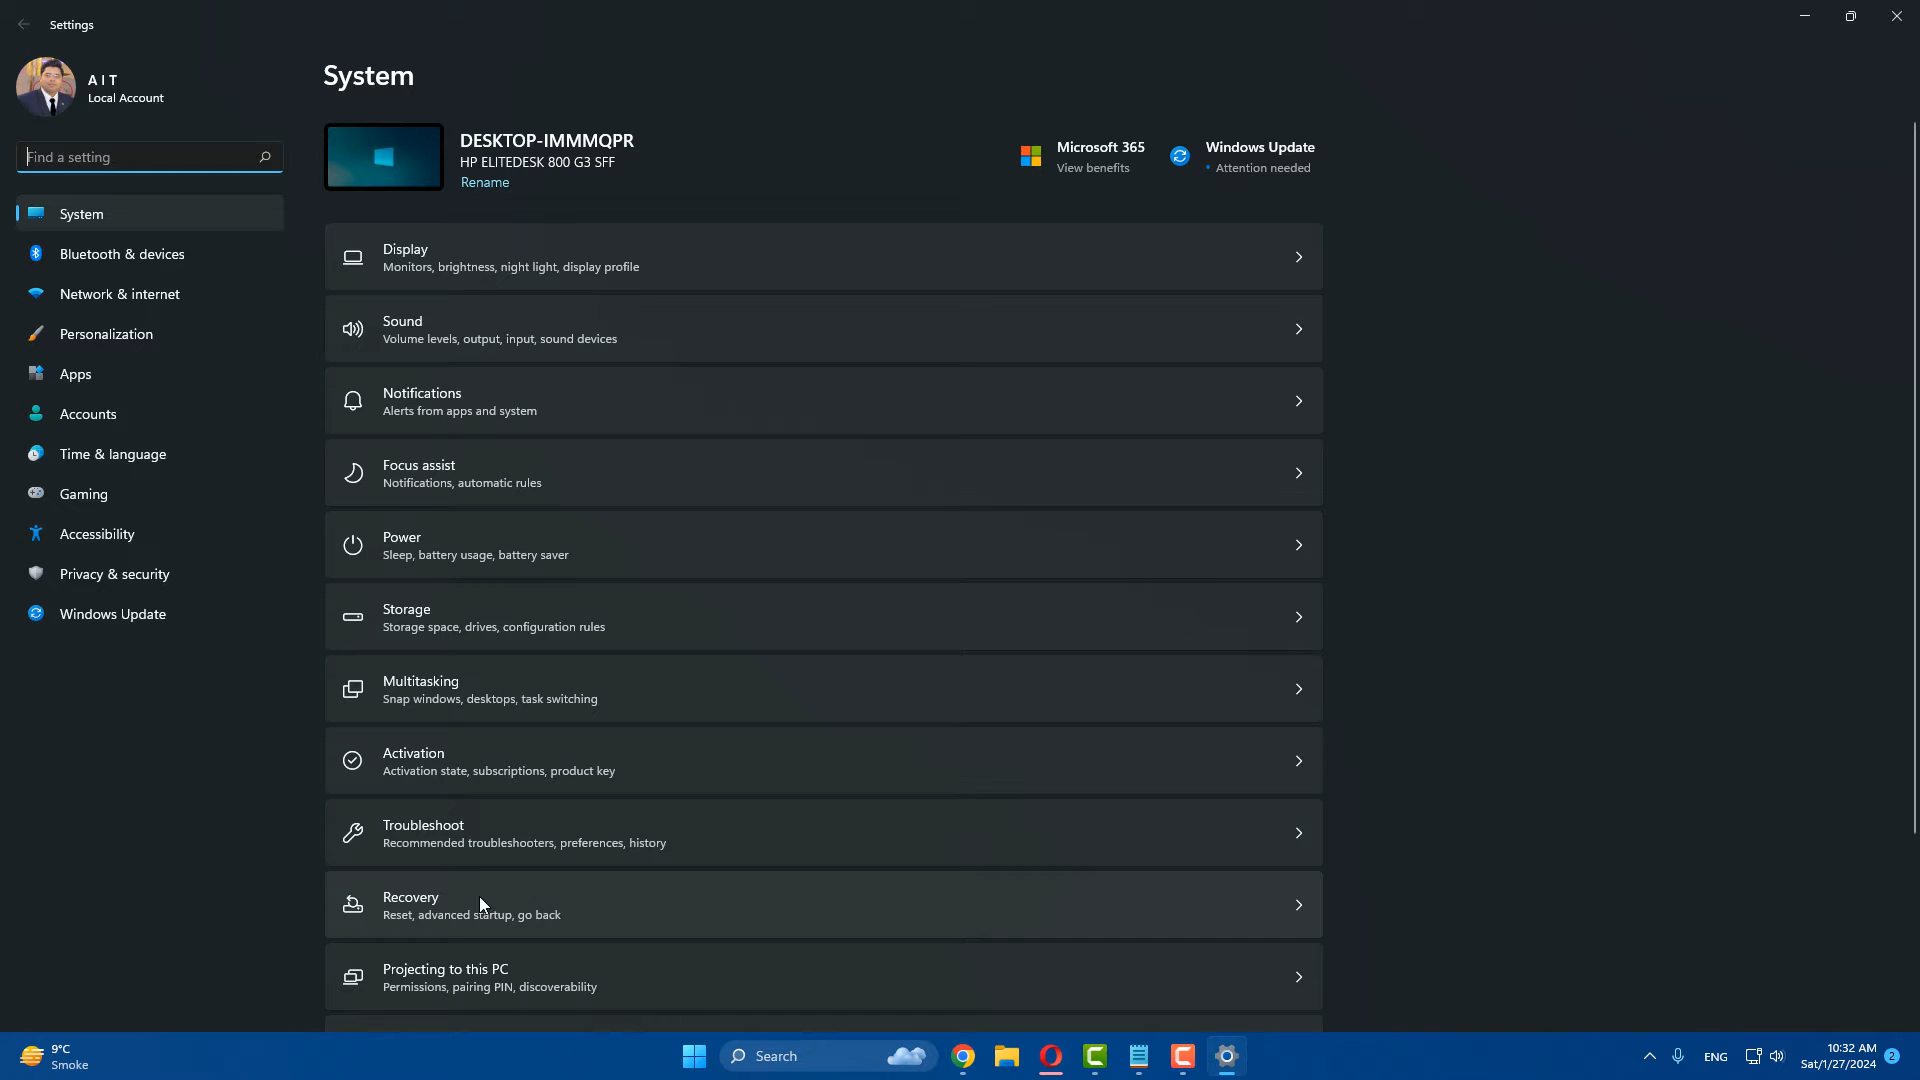 Settings
A I T
Local Account
Find a setting
System
Bluetooth & devices
Network & internet
Personalization
Apps
Accounts
Time & language
Gaming
Accessibility
Privacy & security
Windows Update
System
DESKTOP-IMMMQPR
HP ELITEDESK 800 G3 SFF
Rename
Microsoft 365
View benefits
Windows Update
Attention needed
Display
Monitors, brightness, night light, display profile
Sound
Volume levels, output, input, sound devices
Notifications
Alerts from apps and system
Focus assist
Notifications, automatic rules
Power
Sleep, battery usage, battery saver
Storage
Storage space, drives, configuration rules
Multitasking
Snap windows, desktops, task switching
Activation
Activation state, subscriptions, product key
Troubleshoot
Recommended troubleshooters, preferences, history
Recovery
Reset, advanced startup, go back
Projecting to this PC
Permissions, pairing PIN, discoverability
9°C
Smoke
Search
ENG
10:32 AM
Sat/1/27/2024
2